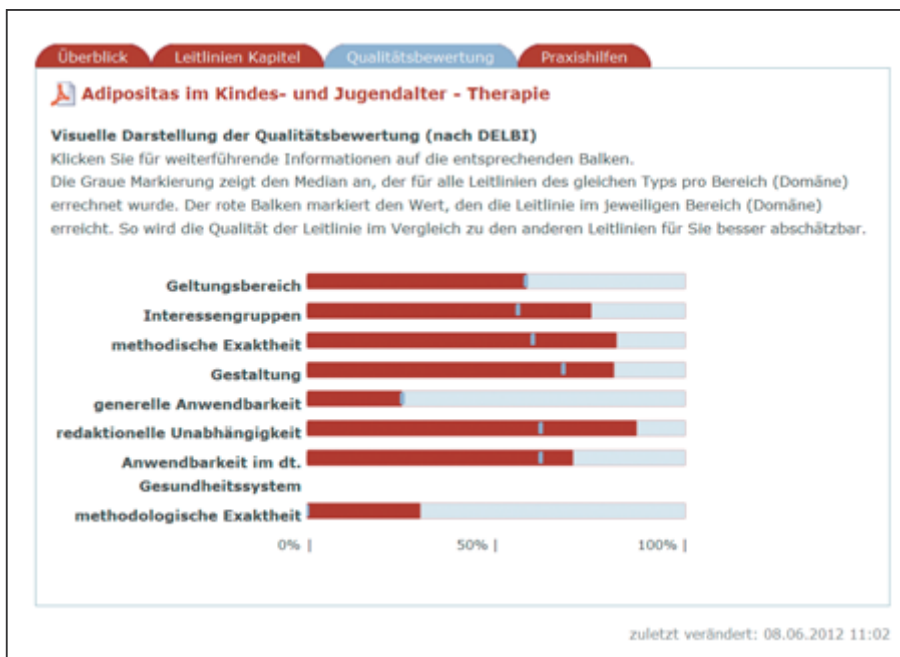 Überblick Leitlinien Kapitel Qualitätsbewertung Praxishilfen
Adipositas im Kindes- und Jugendalter - Therapie
Visuelle Darstellung der Qualitätsbewertung (nach DELBI)
Klicken Sie für weiterführende Informationen auf die entsprechenden Balken.
Die Graue Markierung zeigt den Median an, der für alle Leitlinien des gleichen Typs pro Bereich (Domäne)
errechnet wurde. Der rote Balken markiert den Wert, den die Leitlinie im jeweiligen Bereich (Domäne)
erreicht. So wird die Qualität der Leitlinie im Vergleich zu den anderen Leitlinien für Sie besser abschätzbar.
Geltungsbereich
Interessengruppen
methodische Exaktheit
Gestaltung
generelle Anwendbarkeit
redaktionelle Unabhängigkeit
Anwendbarkeit im dt.
Gesundheitssystem
methodologische Exaktheit
0% | 50% | 100% |
zuletzt verändert: 08.06.2012 11:02